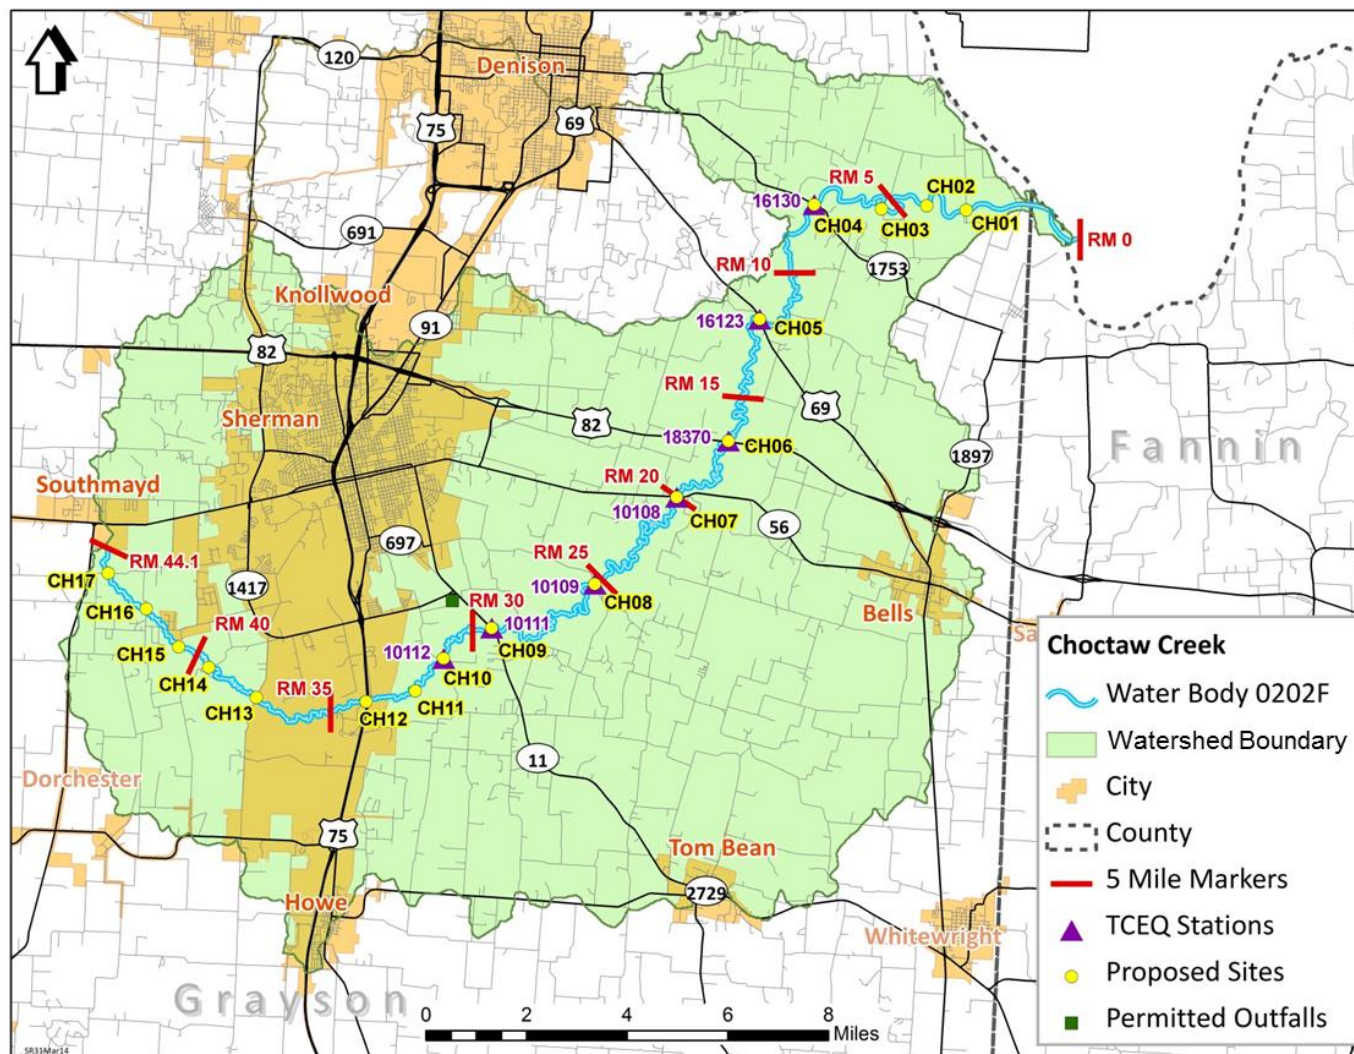 120
Denison
75
69
691
Knollwood
91
82
Sherman
82
Southmayd
697
1417
RM 44.1
CH17
CH16
CH15
CH14
CH13
RM 40
RM 35
CH12
CH11
CH10
10112
RM 30
10111
CH09
10109
CH08
RM 25
10108
CH07
RM 20
18370
CH06
RM 15
16123
CH05
RM 10
16130
CH04
CH03
RM 5
CH02
CH01
RM 0
1753
69
1897
56
Bells
Sa
Fannin
11
Dorchester
75
Howe
Tom Bean
2729
Whitewright
Grayson
Choctaw Creek
Water Body 0202F
Watershed Boundary
City
County
5 Mile Markers
TCEQ Stations
Proposed Sites
Permitted Outfalls
0 2 4 6 8
Miles
SR31Mar14